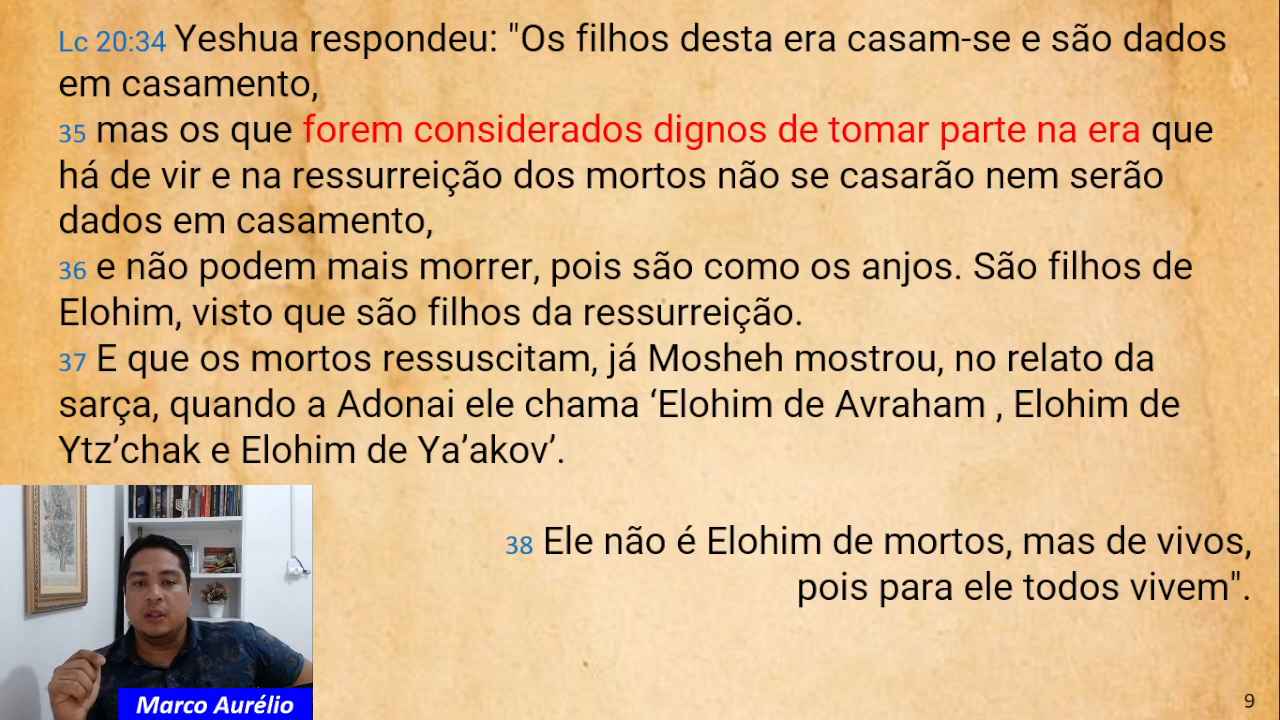 Lc 20:34 Yeshua respondeu: "Os filhos desta era casam-se e são dados
em casamento,
35 mas os que forem considerados dignos de tomar parte na era que
há de vir e na ressurreição dos mortos não se casarão nem serão
dados em casamento,
36 e não podem mais morrer, pois são como os anjos. São filhos de
Elohim, visto que são filhos da ressurreição.
37 E que os mortos ressuscitam, já Mosheh mostrou, no relato da
sarça, quando a Adonai ele chama ‘Elohim de Avraham , Elohim de
Ytz’chak e Elohim de Ya’akov’.
38 Ele não é Elohim de mortos, mas de vivos,
pois para ele todos vivem".
Marco Aurélio
9